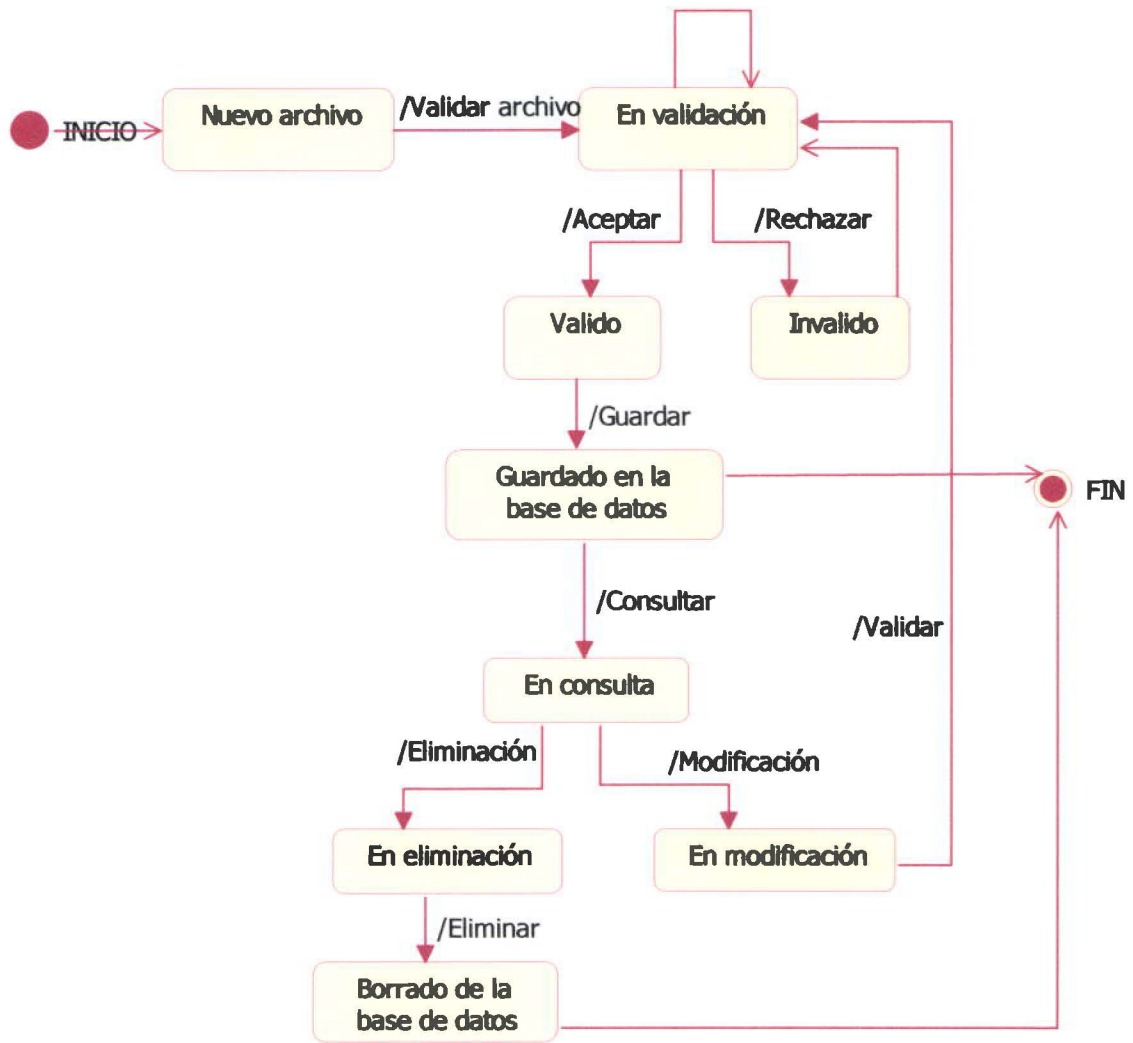 INICIO
Nuevo archivo
/Validar archivo
En validación
/Aceptar
/Rechazar
Valido
Invalido
/Guardar
Guardado en la
base de datos
FIN
/Consultar
/Validar
En consulta
/Eliminación
/Modificación
En eliminación
En modificación
/Eliminar
Borrado de la
base de datos